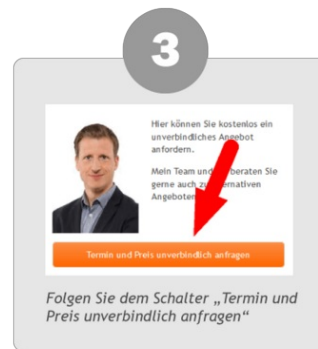 3
Hier können Sie kostenlos ein
unverbindliches Angebot
anfordern.
Mein Team und beraten Sie
gerne auch zu
Angeboten
Termin und Preis unverbindlich anfragen
Folgen Sie dem Schalter „Termin und
Preis unverbindlich anfragen“